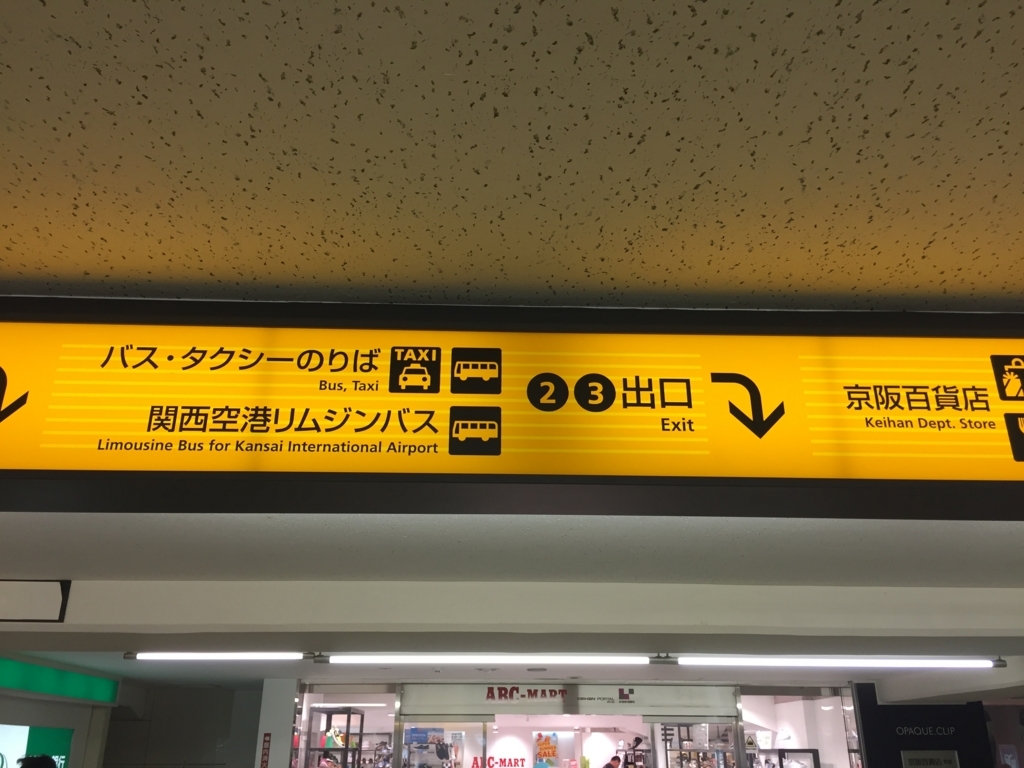 バス・タクシーのりば TAXI
Bus, Taxi
関西空港リムジンバス
Limousine Bus for Kansai International Airport
2 3 出口
Exit
京阪百貨店
Keihan Dept. Store
ABC-MART
ABC-MART
SALE
OPAQUE.CLIP